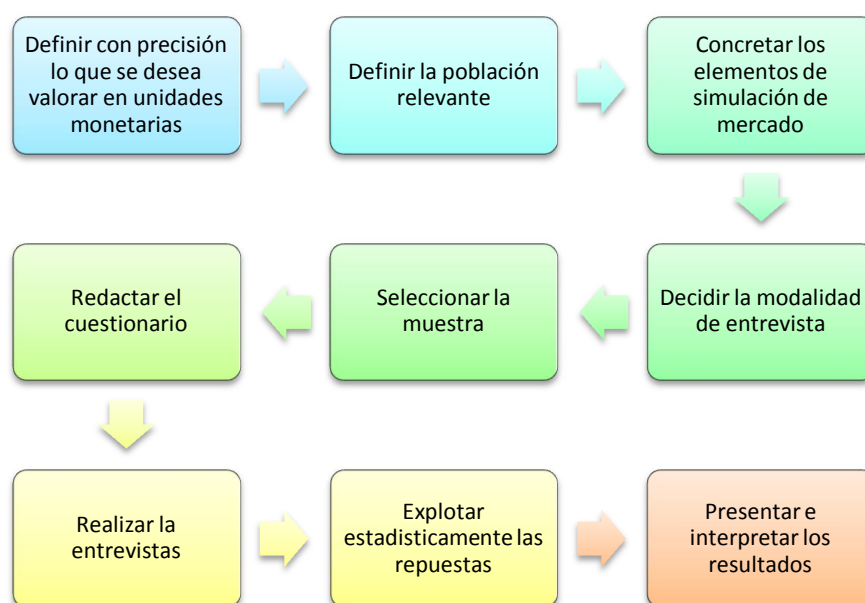 Definir con precisión
lo que se desea
valorar en unidades
monetarias
Definir la población
relevante
Concretar los
elementos de
simulación de
mercado
Decidir la modalidad
de entrevista
Seleccionar la
muestra
Redactar el
cuestionario
Realizar la
entrevistas
Explotar
estadisticamente las
repuestas
Presentar e
interpretar los
resultados